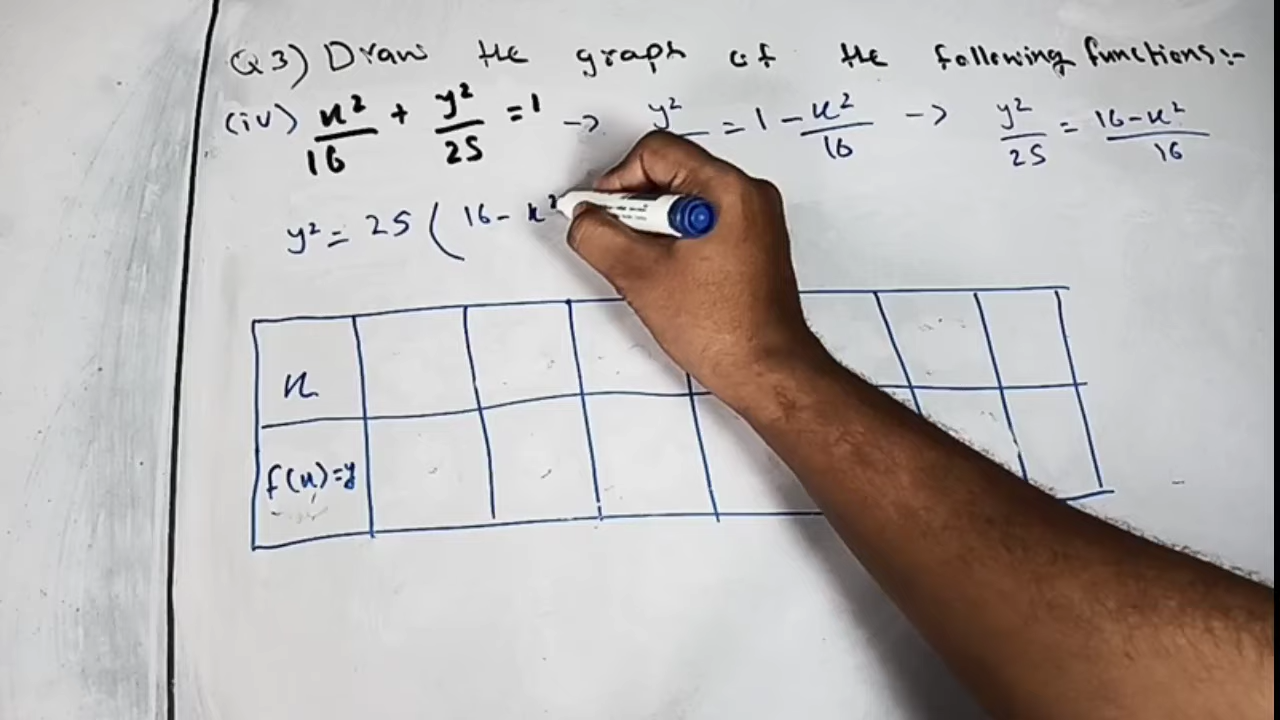 Q3) Draw the graph of the following functions:-
(iv) x²/16 + y²/25 = 1 → y² = 1 - x²/16 → y²/25 = 16-x²/16
y² = 25 ( 16 - x²
x
f(x)=y